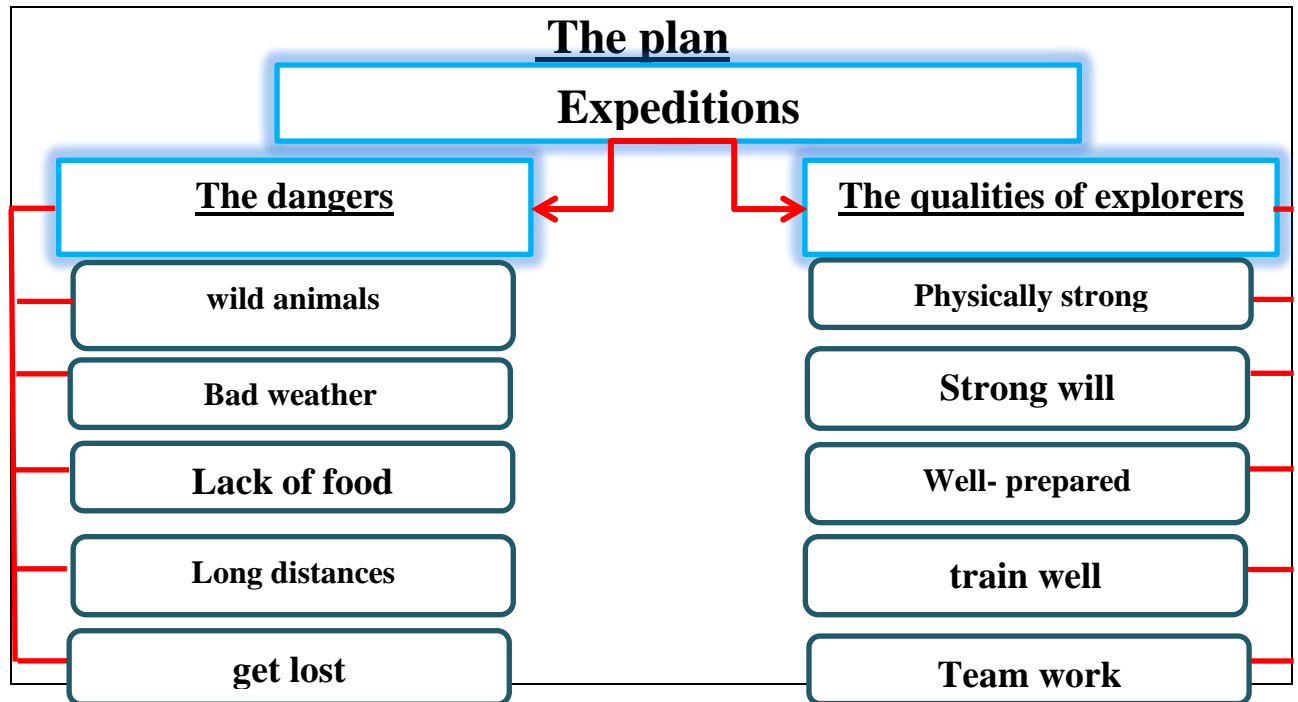 The plan
Expeditions
The dangers
wild animals
Bad weather
Lack of food
Long distances
get lost
The qualities of explorers
Physically strong
Strong will
Well- prepared
train well
Team work